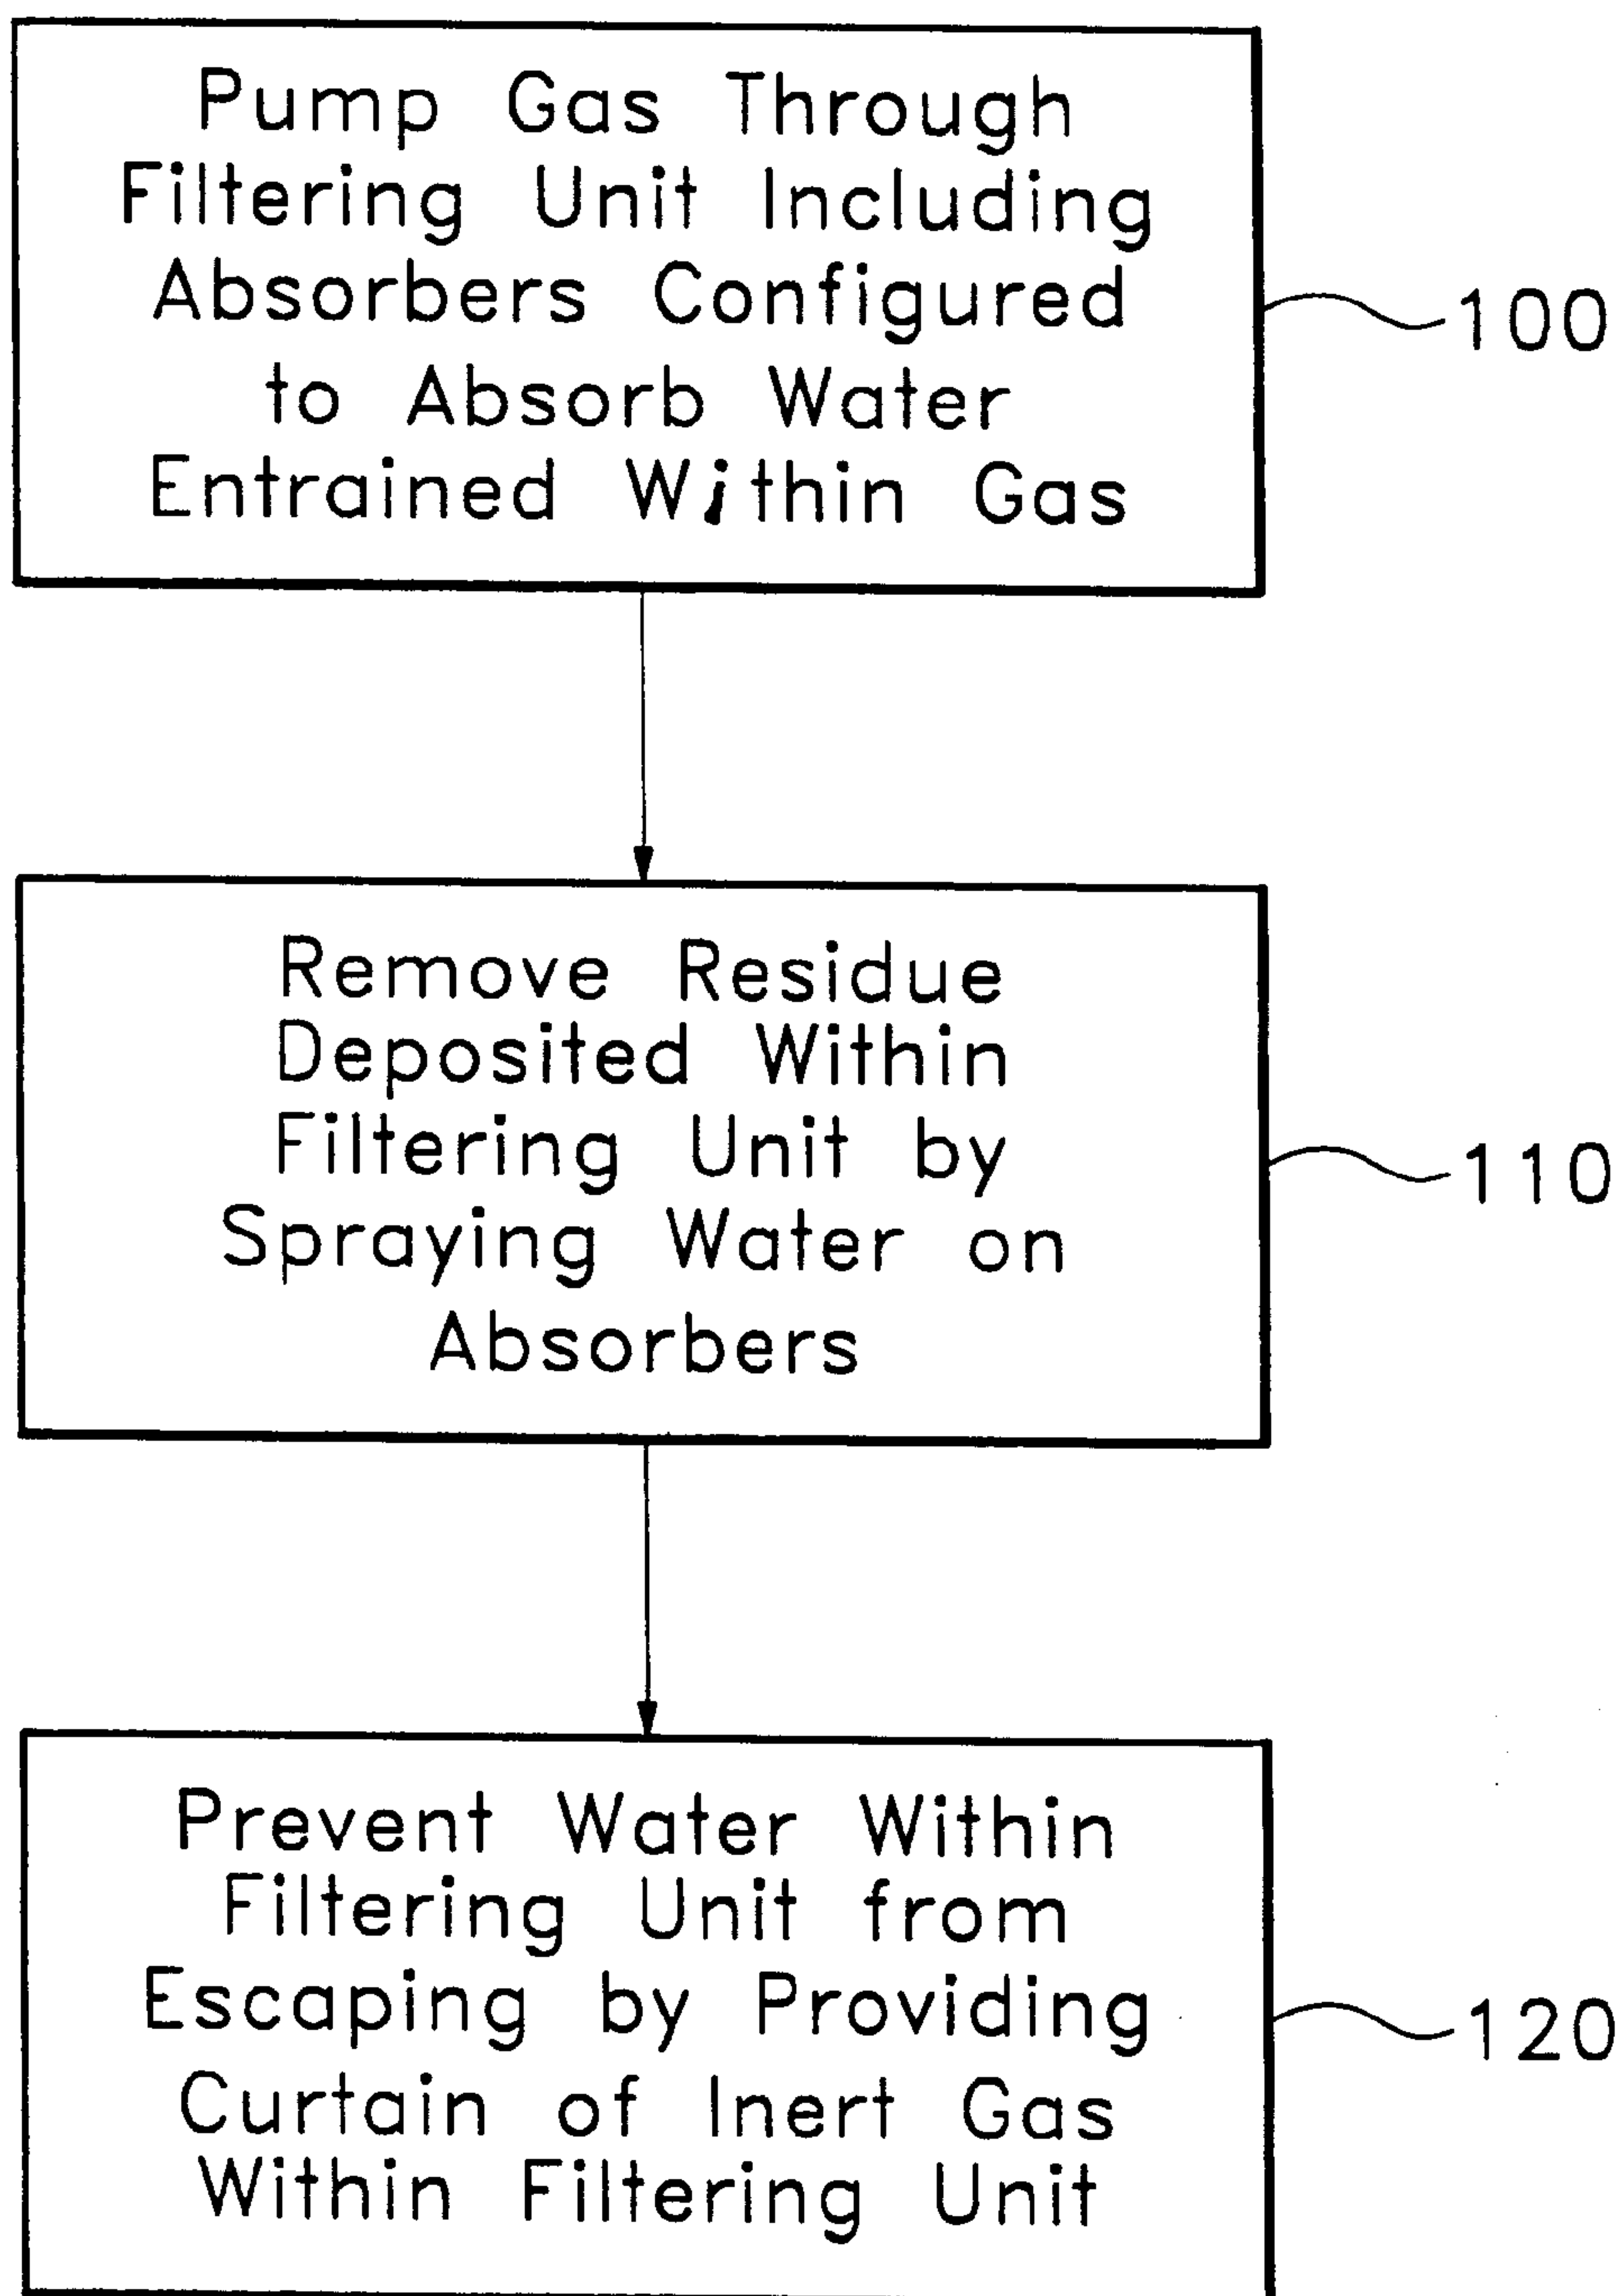 Pump Gas Through
Filtering Unit Including
Absorbers Configured
to Absorb Water
Entrained Within Gas
100
Remove Residue
Deposited Within
Filtering Unit by
Spraying Water on
Absorbers
110
Prevent Water Within
Filtering Unit from
Escaping by Providing
Curtain of Inert Gas
Within Filtering Unit
120